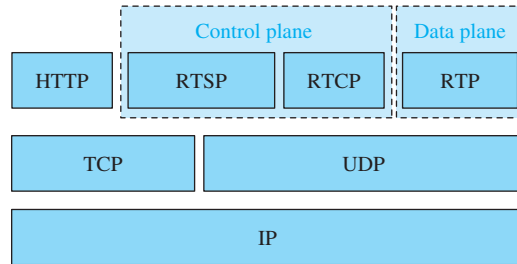 Control plane Data plane
HTTP RTSP RTCP RTP
TCP UDP
IP